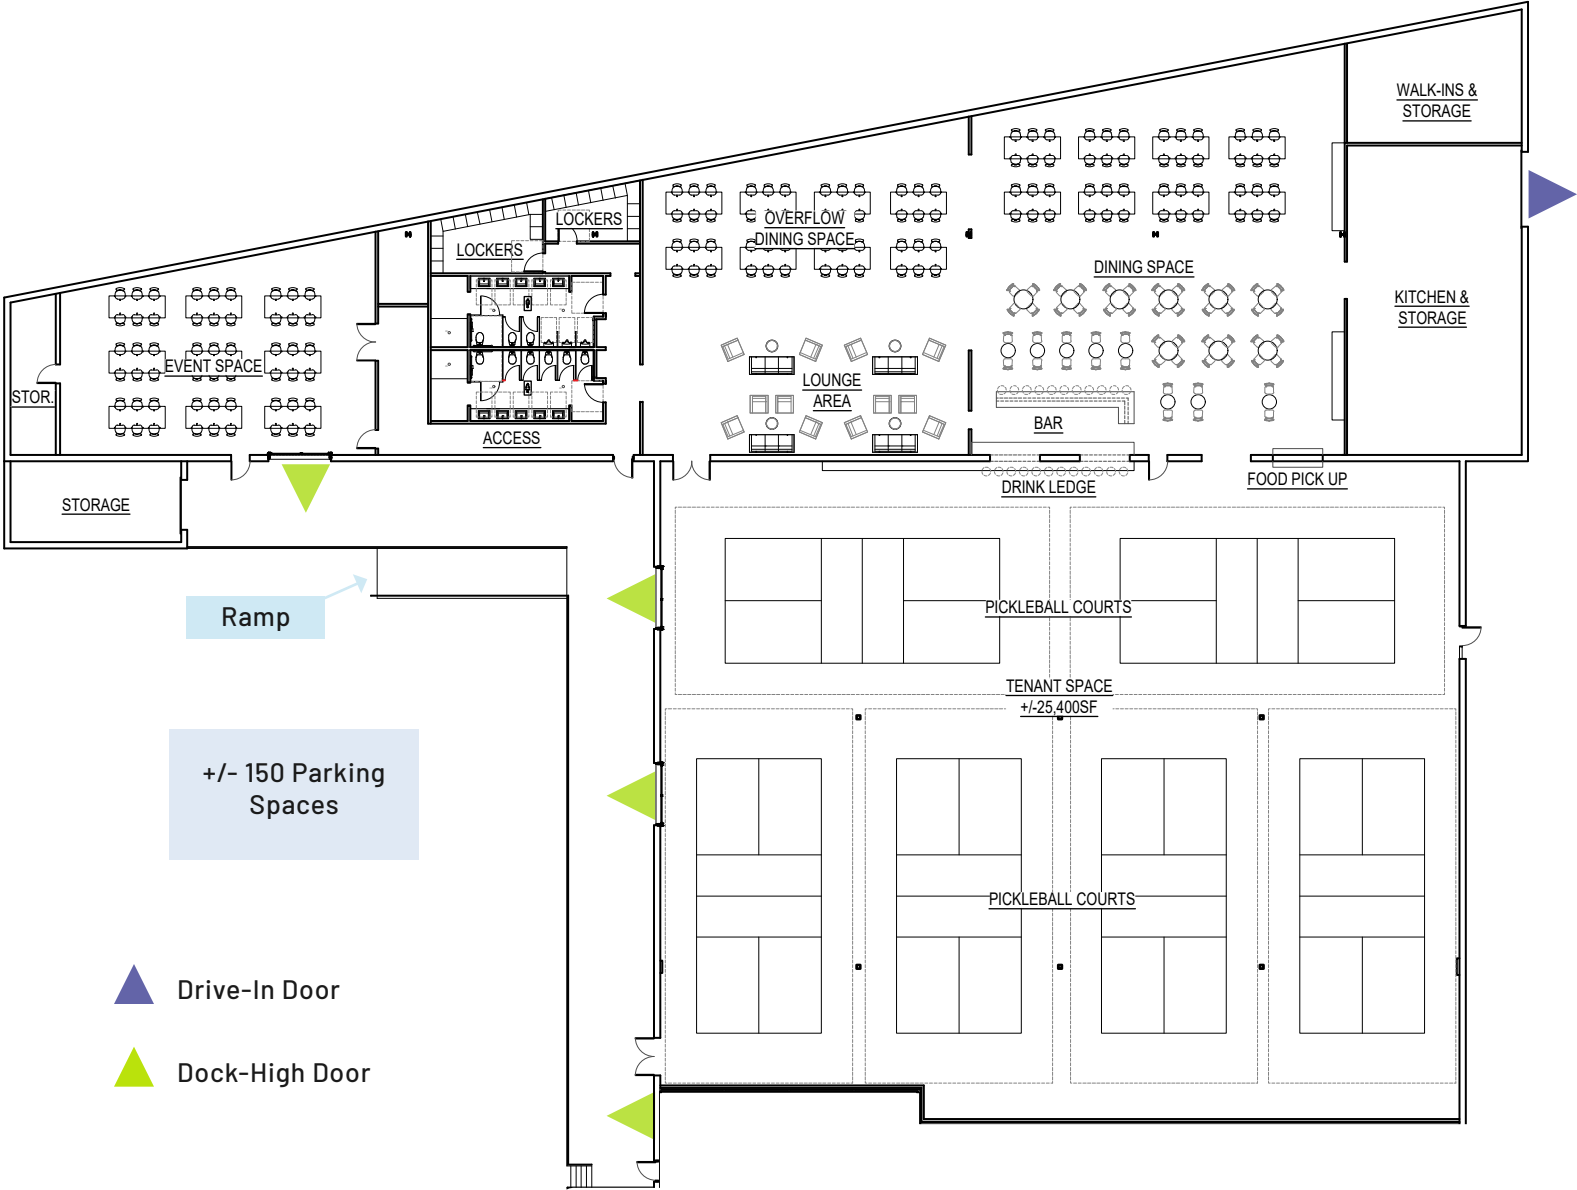 WALK-INS &
STORAGE
LOCKERS
OVERFLOW
DINING SPACE
LOCKERS
DINING SPACE
KITCHEN &
STORAGE
EVENT SPACE
STOR.
LOUNGE
AREA
BAR
ACCESS
FOOD PICK UP
DRINK LEDGE
STORAGE
Ramp
PICKLEBALL COURTS
TENANT SPACE
+/-25,400SF
+/- 150 Parking
Spaces
PICKLEBALL COURTS
Drive-In Door
Dock-High Door